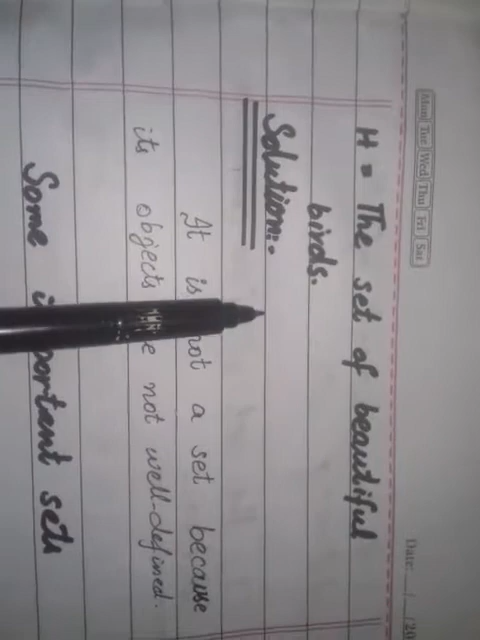 Mon Tue Wed Thu Fri Sat
Date: / /20
H = The set of beautiful
birds.
Solution:-
It is not a set because
its objects not well-defined.
Some important sets